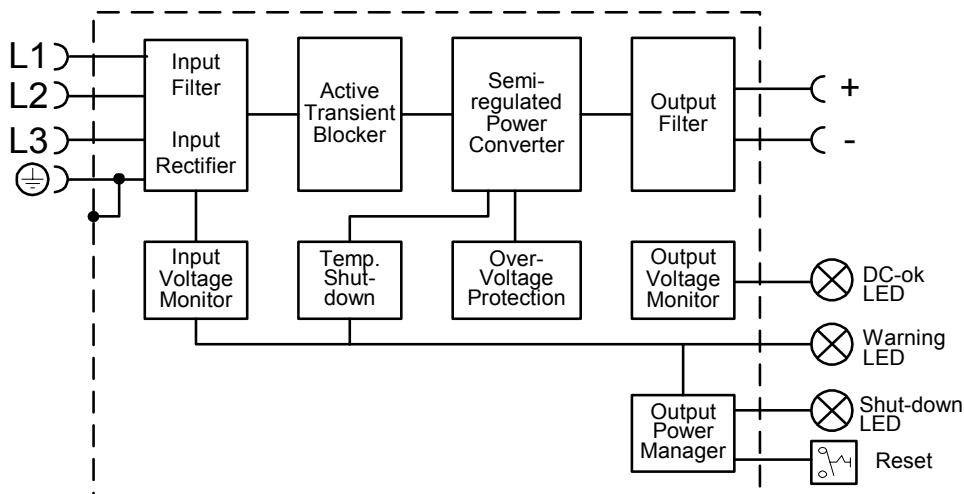 L1
L2
L3
Input
Filter
Input
Rectifier
Active
Transient
Blocker
Semi-
regulated
Power
Converter
Output
Filter
+
-
Input
Voltage
Monitor
Temp.
Shut-
down
Over-
Voltage
Protection
Output
Voltage
Monitor
DC-ok
LED
Warning
LED
Output
Power
Manager
Shut-down
LED
Reset